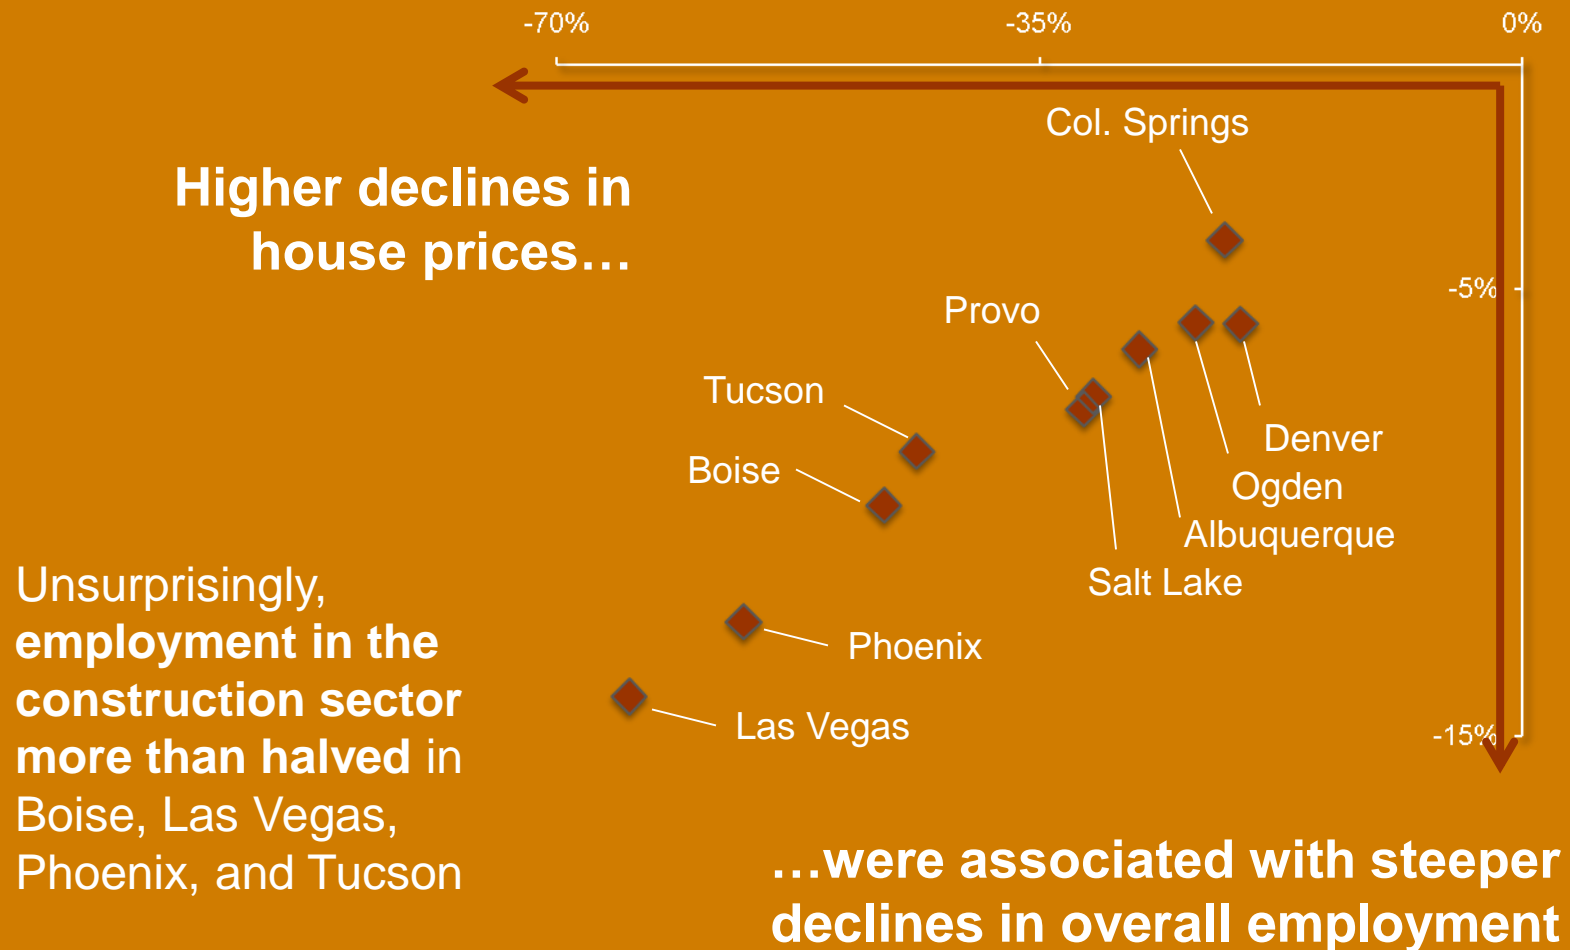 -70%
-35%
0%
Col. Springs
Higher declines in
house prices…
-5%
Provo
Tucson
Denver
Boise
Ogden
Albuquerque
Salt Lake
Unsurprisingly,
employment in the
construction sector
more than halved in
Boise, Las Vegas,
Phoenix, and Tucson
Phoenix
Las Vegas
-15%
…were associated with steeper
declines in overall employment